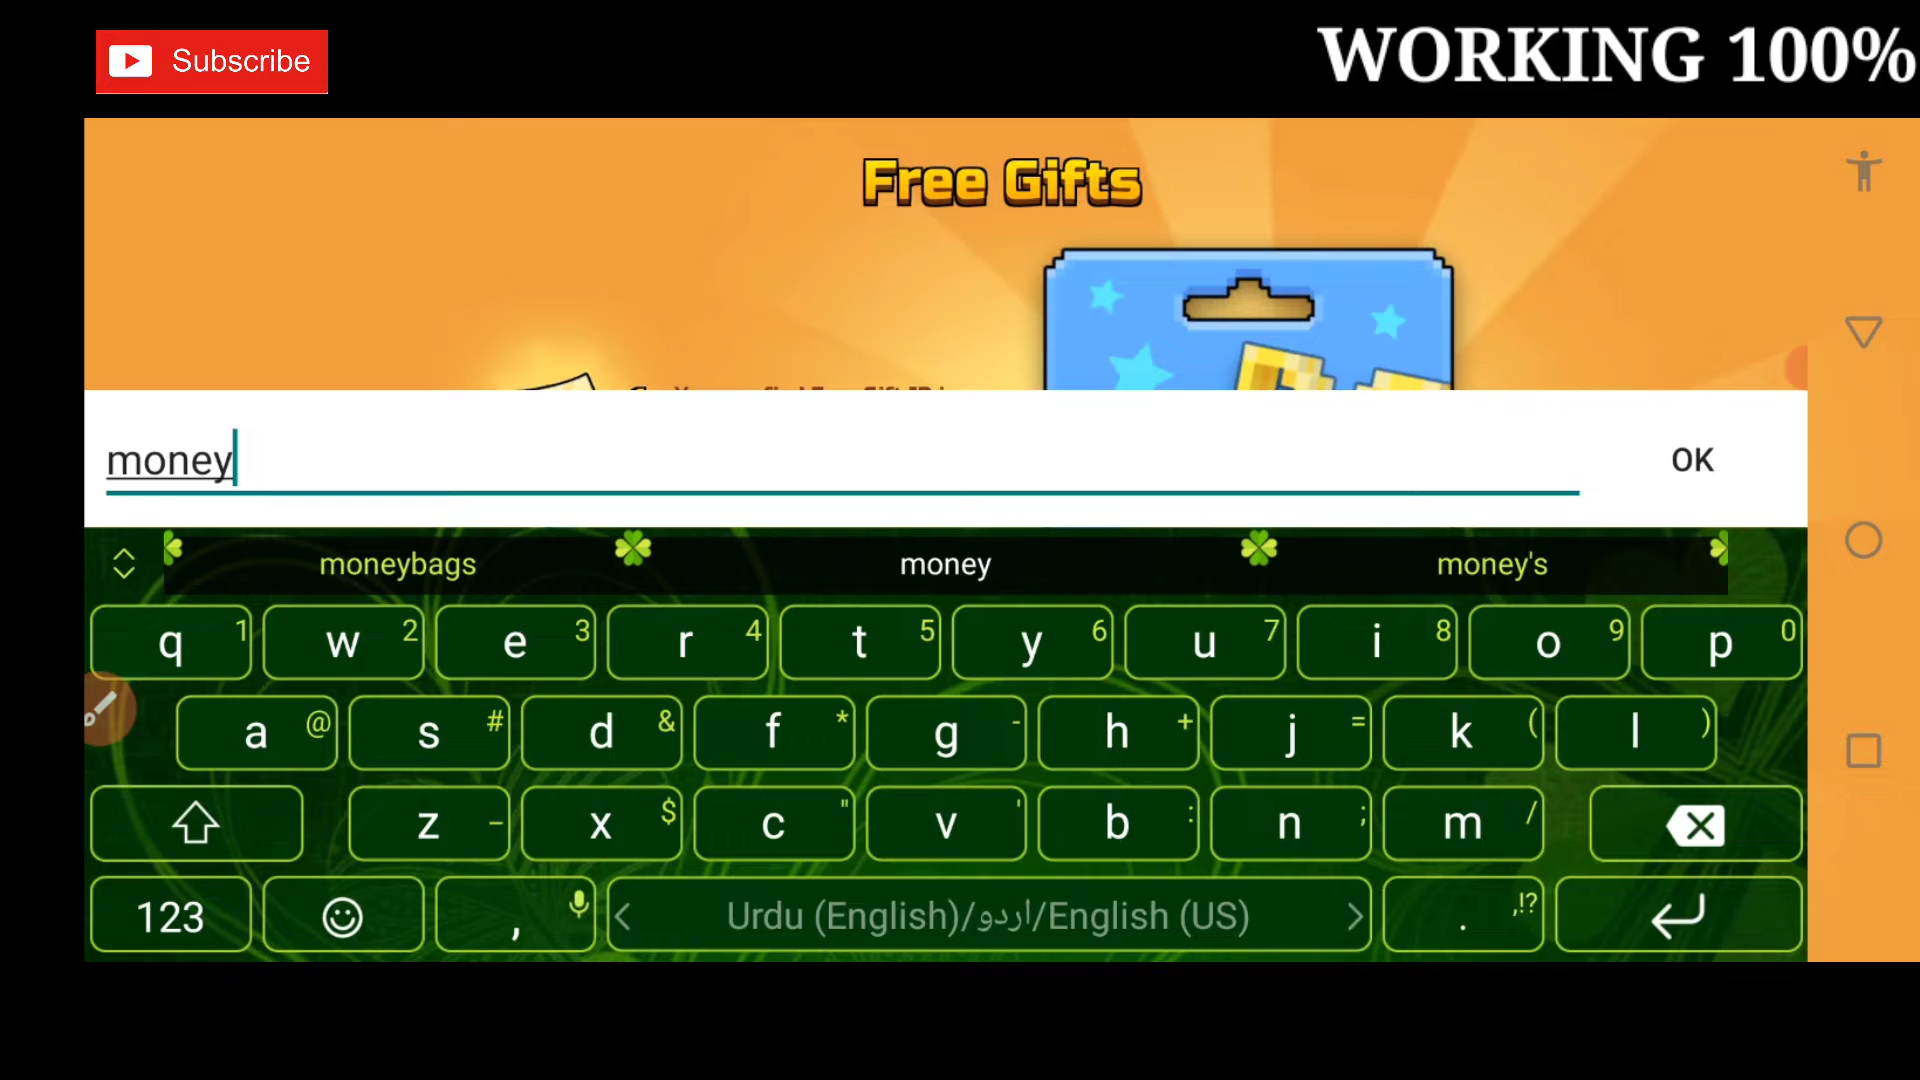 Subscribe
WORKING 100%
Free Gifts
money
OK
moneybags money money's
q 1 w 2 e 3 r 4 t 5 y 6 u 7 i 8 o 9 p 0
a @ s # d & f * g - h + j = k ( l )
z _ x $ c " v ' b : n ; m /
123 , Urdu (English)/اردو/English (US) . ,!?